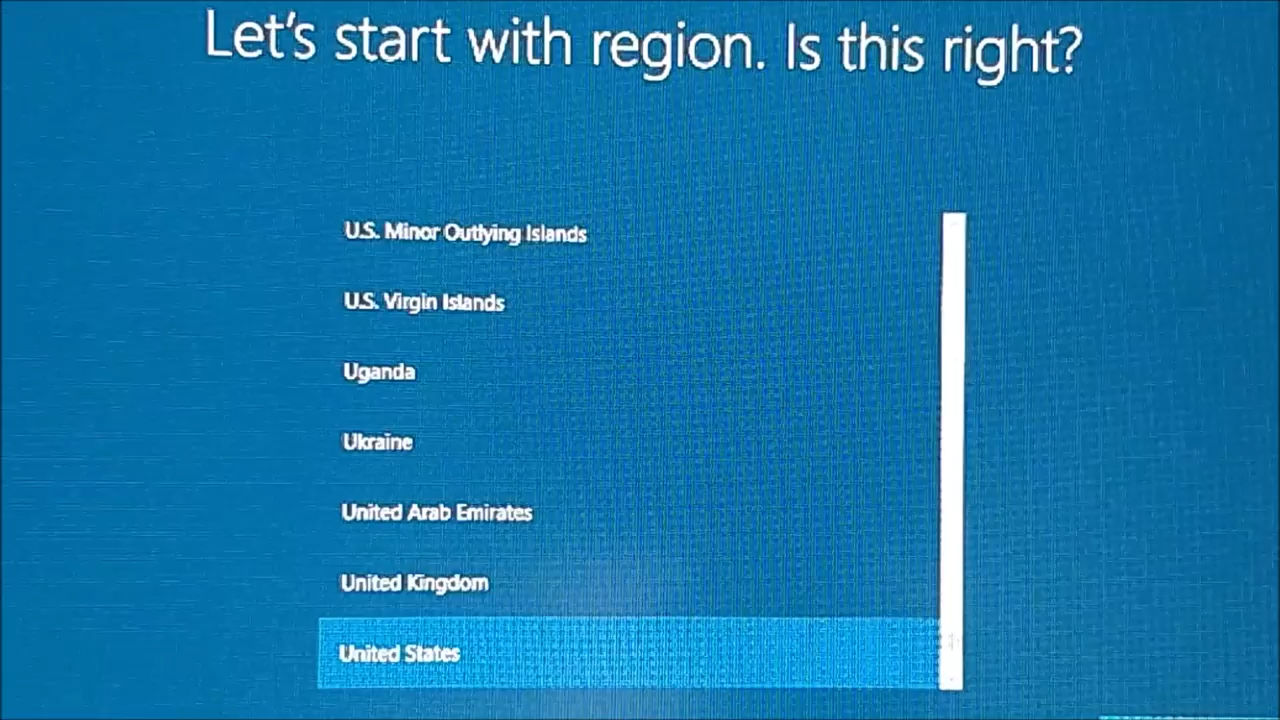 Let's start with region. Is this right?
U.S. Minor Outlying Islands
U.S. Virgin Islands
Uganda
Ukraine
United Arab Emirates
United Kingdom
United States